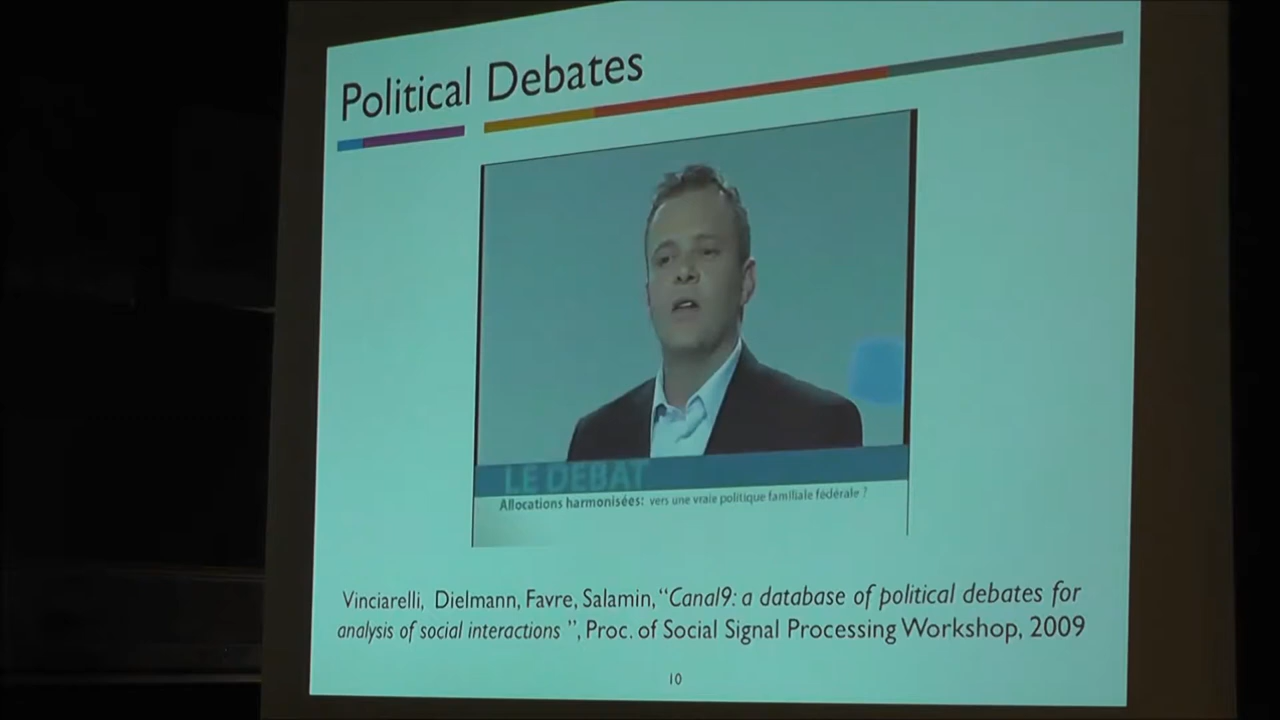 Political Debates
LE DEBAT
Allocations harmonisées: vers une vraie politique familiale fédérale ?
Vinciarelli, Dielmann, Favre, Salamin, “Canal9: a database of political debates for
analysis of social interactions ”, Proc. of Social Signal Processing Workshop, 2009
10